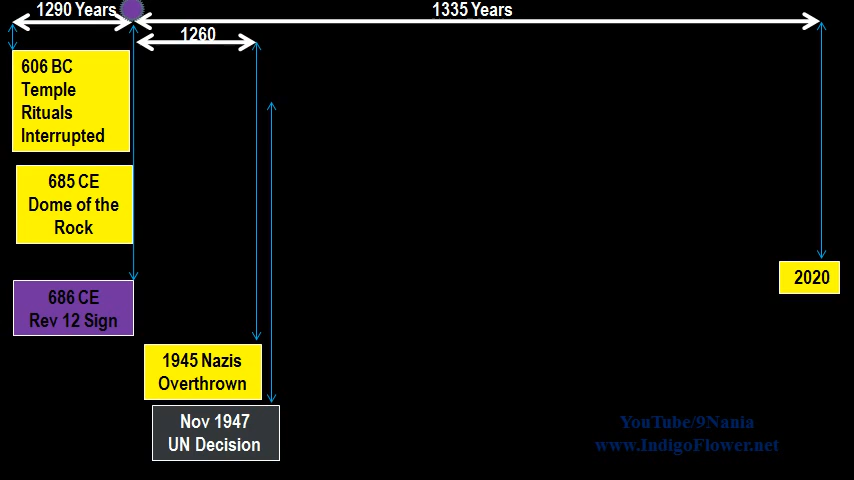 1290 Years
1335 Years
1260
606 BC
Temple
Rituals
Interrupted
685 CE
Dome of the
Rock
686 CE
Rev 12 Sign
2020
1945 Nazis
Overthrown
Nov 1947
UN Decision
YouTube/9Nania
www.IndigoFlower.net